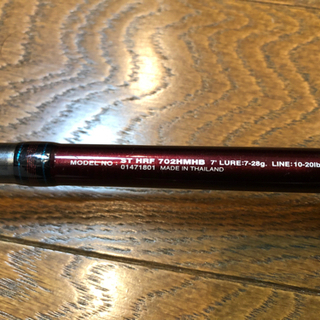 MODEL NO : ST HRF 702HMHB 7' LURE:7-28g. LINE:10-20lb
01471801 MADE IN THAILAND